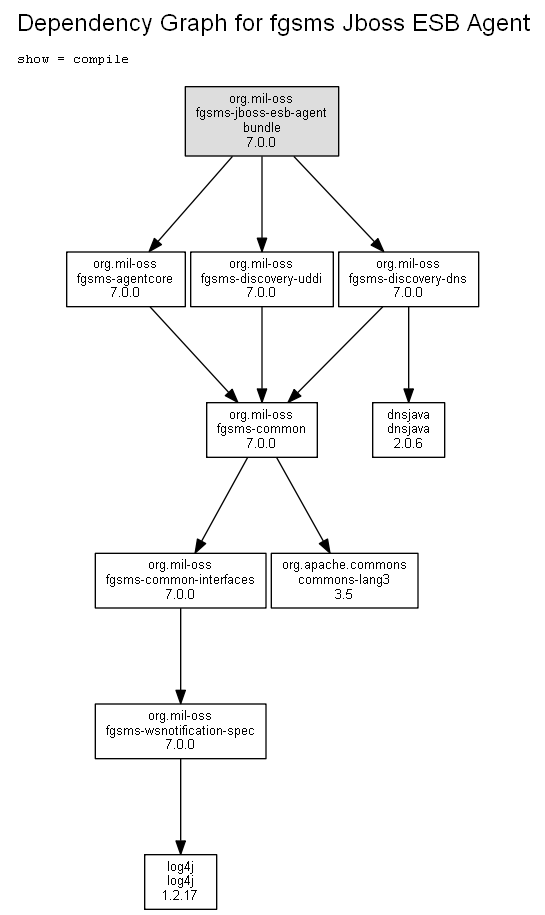 Dependency Graph for fgsms Jboss ESB Agent
show = compile
org.mil-oss
fgsms-jboss-esb-agent
bundle
7.0.0
org.mil-oss
fgsms-agentcore
7.0.0
org.mil-oss
fgsms-discovery-uddi
7.0.0
org.mil-oss
fgsms-discovery-dns
7.0.0
org.mil-oss
fgsms-common
7.0.0
dnsjava
dnsjava
2.0.6
org.mil-oss
fgsms-common-interfaces
7.0.0
org.apache.commons
commons-lang3
3.5
org.mil-oss
fgsms-wsnotification-spec
7.0.0
log4j
log4j
1.2.17